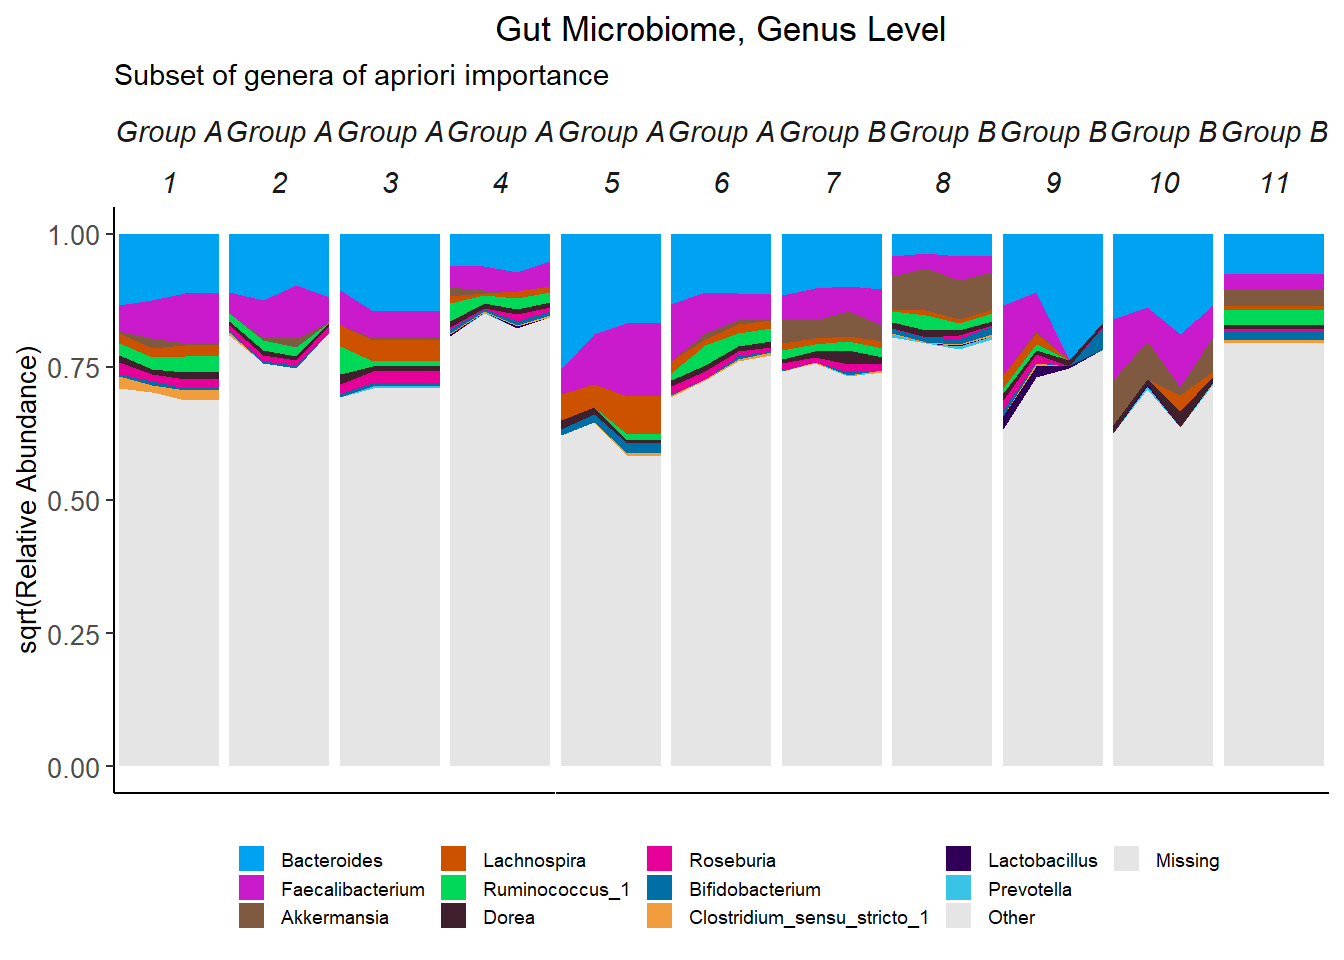 Gut Microbiome, Genus Level
Subset of genera of apriori importance
Group A Group A Group A Group A Group A Group A Group B Group B Group B Group B Group B
1 2 3 4 5 6 7 8 9 10 11
sqrt(Relative Abundance)
1.00
0.75
0.50
0.25
0.00
Bacteroides Lachnospira Roseburia Lactobacillus Missing
Faecalibacterium Ruminococcus_1 Bifidobacterium Prevotella
Akkermansia Dorea Clostridium_sensu_stricto_1 Other